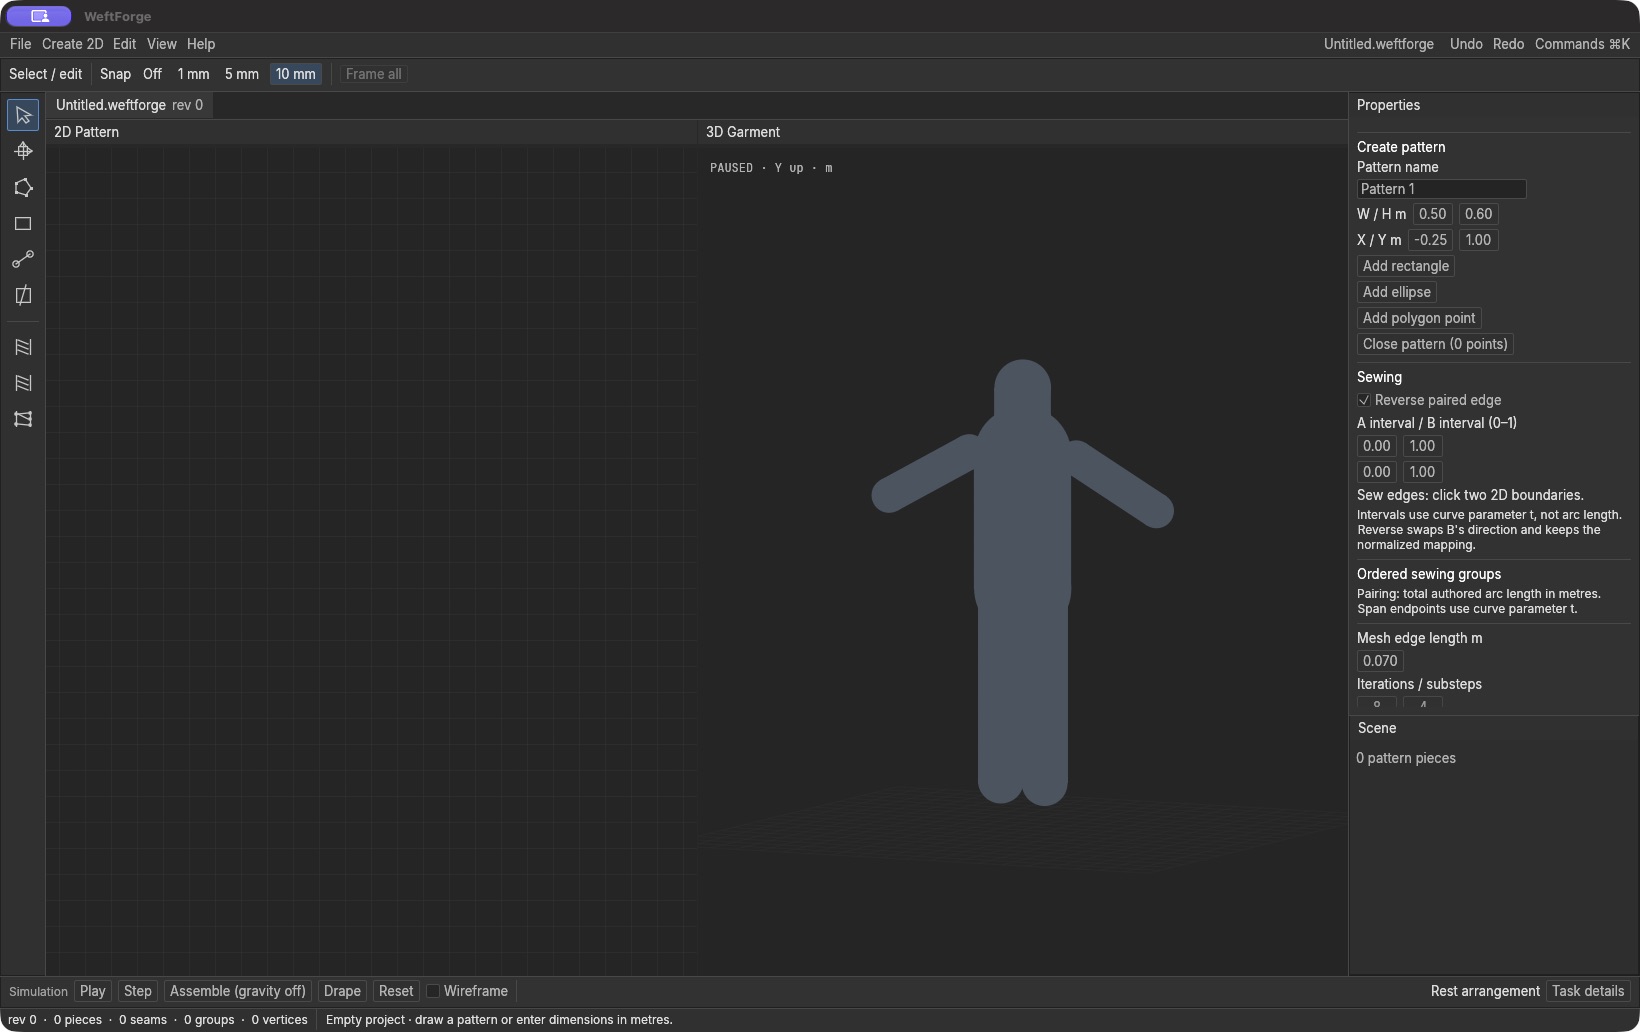 WeftForge
File Create 2D Edit View Help Untitled.weftforge Undo Redo Commands ⌘K
Select / edit Snap Off 1 mm 5 mm 10 mm Frame all
Untitled.weftforge rev 0
2D Pattern
3D Garment
PAUSED · Y up · m
Properties
Create pattern
Pattern name
Pattern 1
W / H m 0.50 0.60
X / Y m -0.25 1.00
Add rectangle
Add ellipse
Add polygon point
Close pattern (0 points)
Sewing
Reverse paired edge
A interval / B interval (0–1)
0.00 1.00
0.00 1.00
Sew edges: click two 2D boundaries.
Intervals use curve parameter t, not arc length.
Reverse swaps B's direction and keeps the
normalized mapping.
Ordered sewing groups
Pairing: total authored arc length in metres.
Span endpoints use curve parameter t.
Mesh edge length m
0.070
Iterations / substeps
Scene
0 pattern pieces
Simulation Play Step Assemble (gravity off) Drape Reset Wireframe Rest arrangement Task details
rev 0 · 0 pieces · 0 seams · 0 groups · 0 vertices Empty project · draw a pattern or enter dimensions in metres.